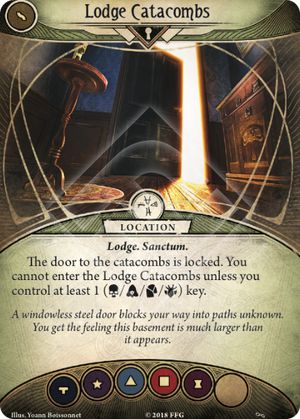 Lodge Catacombs
LOCATION
Lodge. Sanctum.
The door to the catacombs is locked. You
cannot enter the Lodge Catacombs unless you
control at least 1 (/ / / / ) key.
A windowless steel door blocks your way into paths unknown.
You get the feeling this basement is much larger than
it appears.
Illus. Yoann Boissonnet
© 2018 FFG